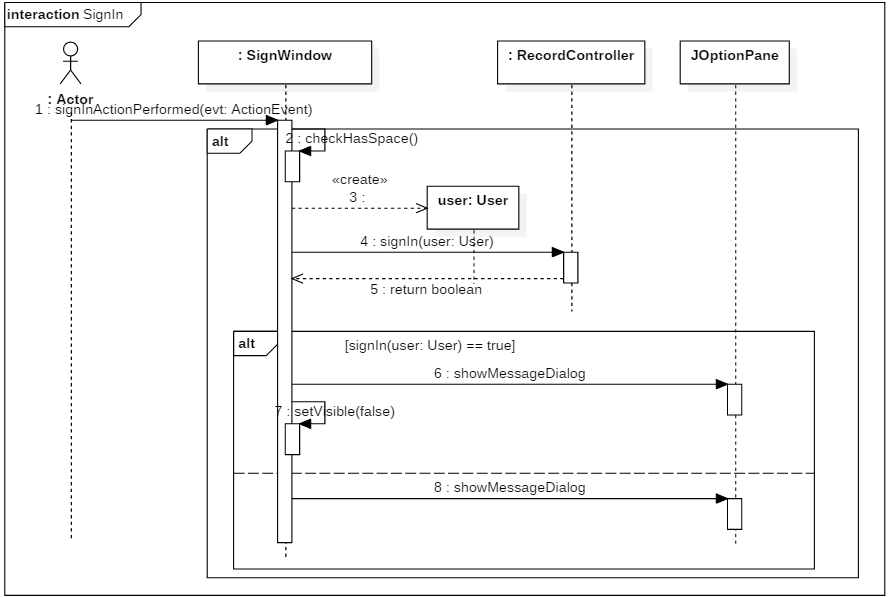 interaction SignIn
: SignWindow
: RecordController
JOptionPane
: Actor
1 : signInActionPerformed(evt: ActionEvent)
alt
2 : checkHasSpace()
«create»
3 :
user: User
4 : signIn(user: User)
5 : return boolean
alt
[signIn(user: User) == true]
6 : showMessageDialog
7 : setVisible(false)
8 : showMessageDialog